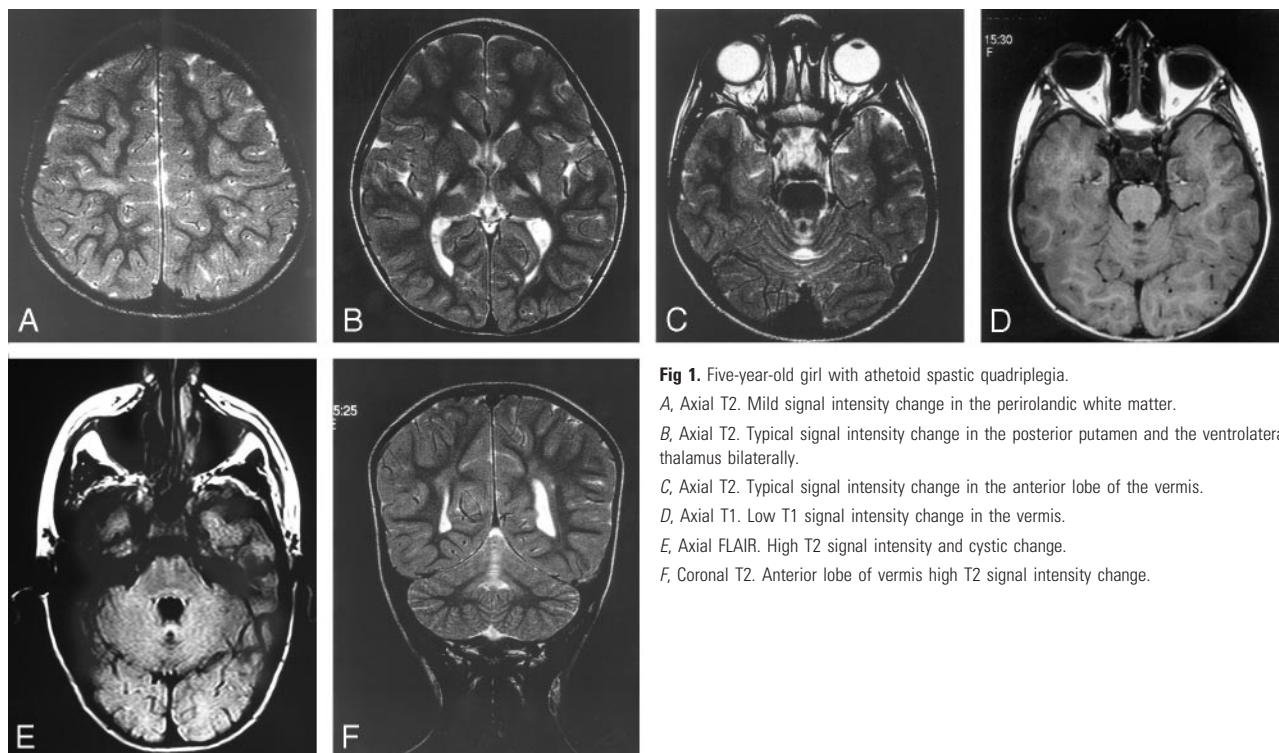 A
B
C
15:30
F
D
E
5:25
F
Fig 1. Five-year-old girl with athetoid spastic quadriplegia.
A, Axial T2. Mild signal intensity change in the perirolandic white matter.
B, Axial T2. Typical signal intensity change in the posterior putamen and the ventrolatera
thalamus bilaterally.
C, Axial T2. Typical signal intensity change in the anterior lobe of the vermis.
D, Axial T1. Low T1 signal intensity change in the vermis.
E, Axial FLAIR. High T2 signal intensity and cystic change.
F, Coronal T2. Anterior lobe of vermis high T2 signal intensity change.